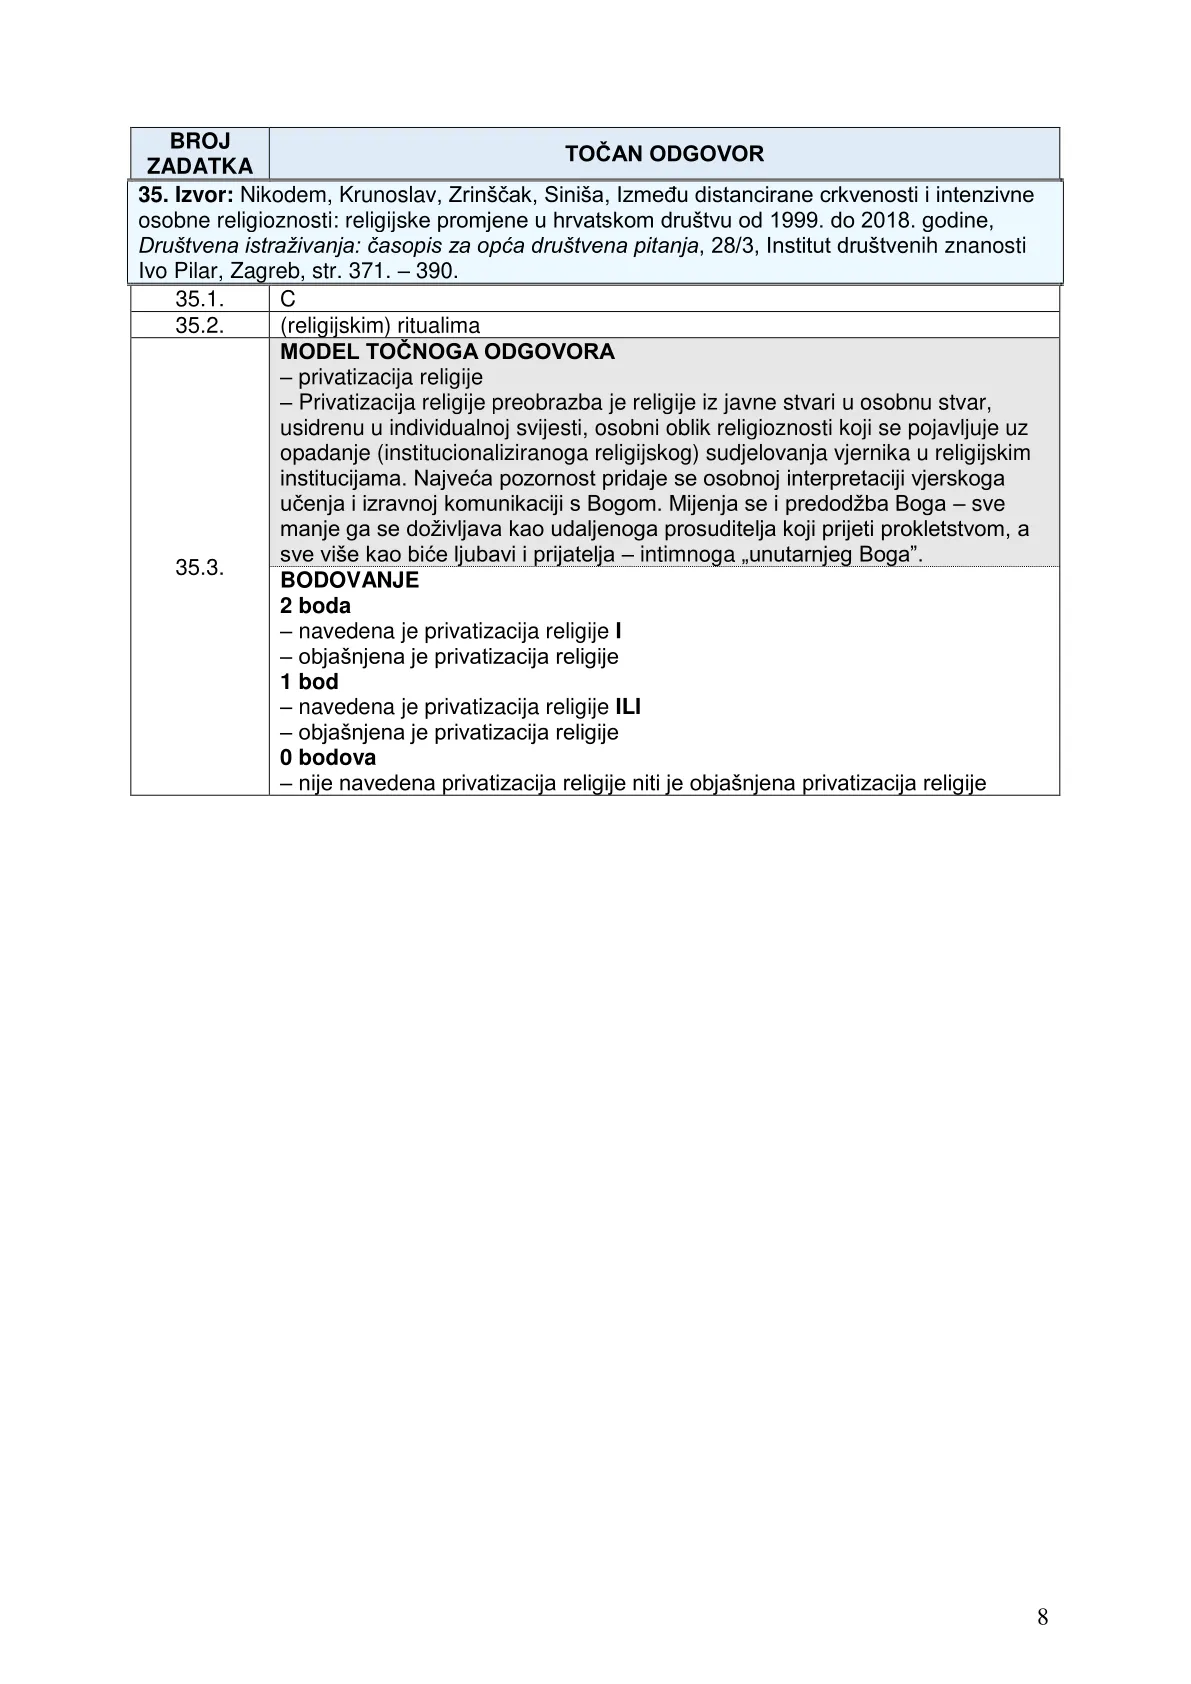 BROJ
ZADATKA
TOČAN ODGOVOR
35. Izvor: Nikodem, Krunoslav, Zrinščak, Siniša, Između distancirane crkvenosti i intenzivne
osobne religioznosti: religijske promjene u hrvatskom društvu od 1999. do 2018. godine,
Društvena istraživanja: časopis za opća društvena pitanja, 28/3, Institut društvenih znanosti
Ivo Pilar, Zagreb, str. 371. – 390.
35.1.
C
35.2.
(religijskim) ritualima
35.3.
MODEL TOČNOGA ODGOVORA
– privatizacija religije
– Privatizacija religije preobrazba je religije iz javne stvari u osobnu stvar,
usidrenu u individualnoj svijesti, osobni oblik religioznosti koji se pojavljuje uz
opadanje (institucionaliziranoga religijskog) sudjelovanja vjernika u religijskim
institucijama. Najveća pozornost pridaje se osobnoj interpretaciji vjerskoga
učenja i izravnoj komunikaciji s Bogom. Mijenja se i predodžba Boga – sve
manje ga se doživljava kao udaljenoga prosuditelja koji prijeti prokletstvom, a
sve više kao biće ljubavi i prijatelja – intimnoga „unutarnjeg Boga”.
BODOVANJE
2 boda
– navedena je privatizacija religije I
– objašnjena je privatizacija religije
1 bod
– navedena je privatizacija religije ILI
– objašnjena je privatizacija religije
0 bodova
– nije navedena privatizacija religije niti je objašnjena privatizacija religije
8